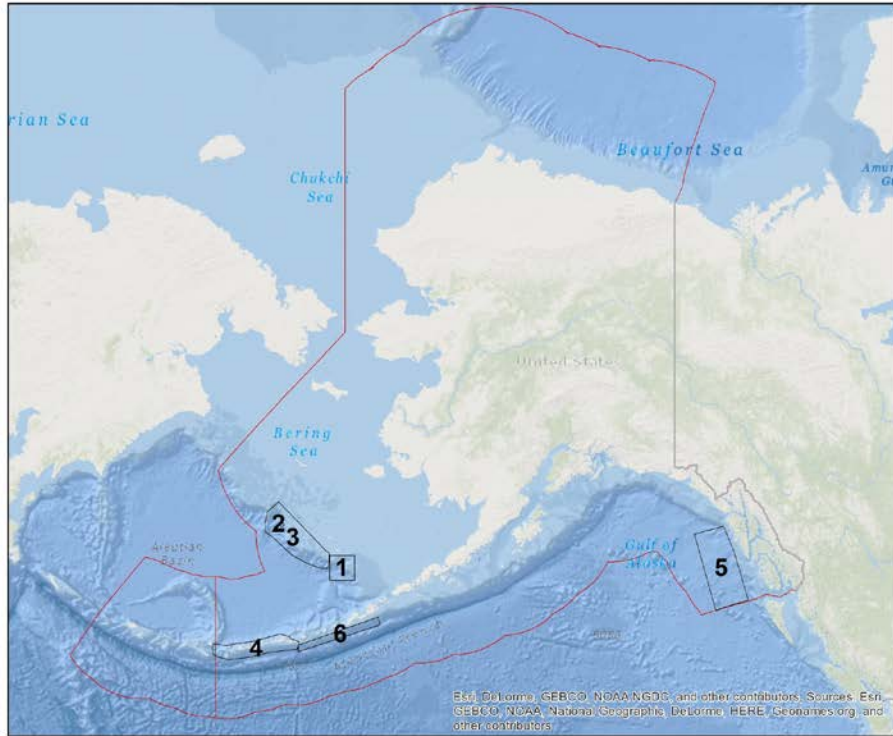 rian Sea
Beaufort Sea
Chukchi
Sea
Amun
Gu
United States
Bering
Sea
2
3
1
Aleutian
Basin
Gulf of
Alaska
5
6
4
Esri, DeLorme, GEBCO, NOAA NGDC, and other contributors, Sources: Esri,
GEBCO, NOAA, National Geographic, DeLorme, HERE, Geonames.org, and
other contributors